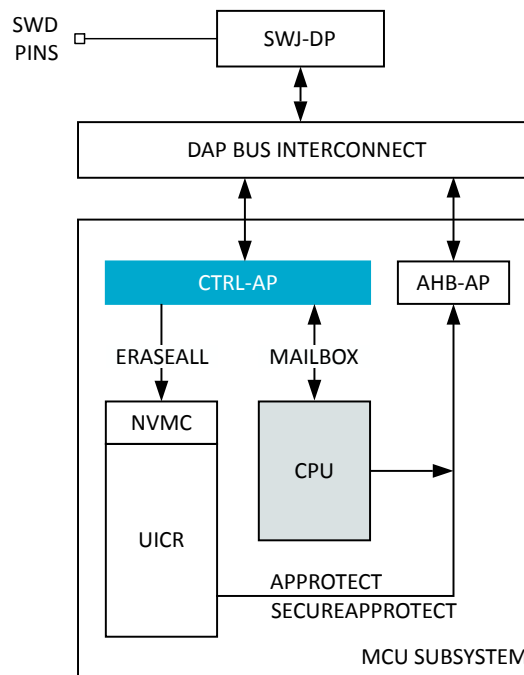 SWD
PINS
SWJ-DP
DAP BUS INTERCONNECT
CTRL-AP
AHB-AP
ERASEALL
MAILBOX
NVMC
CPU
UICR
APPROTECT
SECUREAPPROTECT
MCU SUBSYSTEM